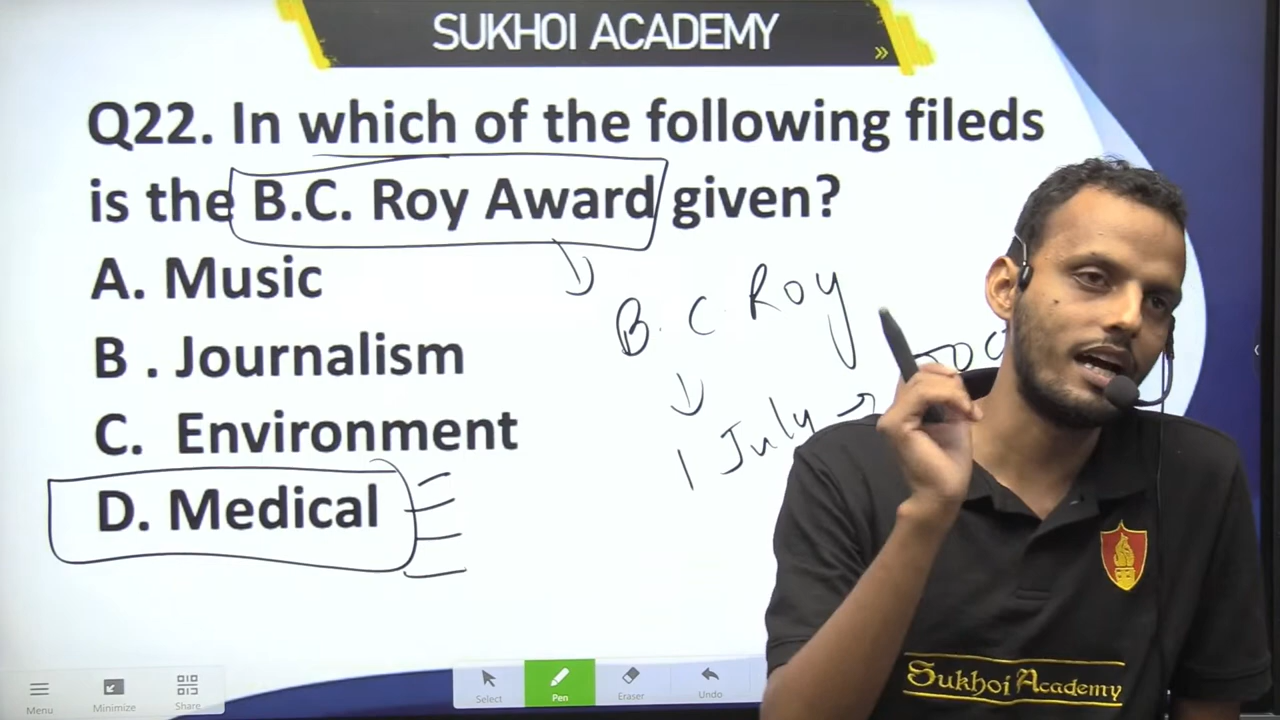 SUKHOI ACADEMY
Q22. In which of the following fileds
is the B.C. Roy Award given?
A. Music
B . Journalism
C. Environment
D. Medical
B. C. Roy
1 July →
Sukhoi Academy
Menu
Minimize
Share
Select
Pen
Eraser
Undo